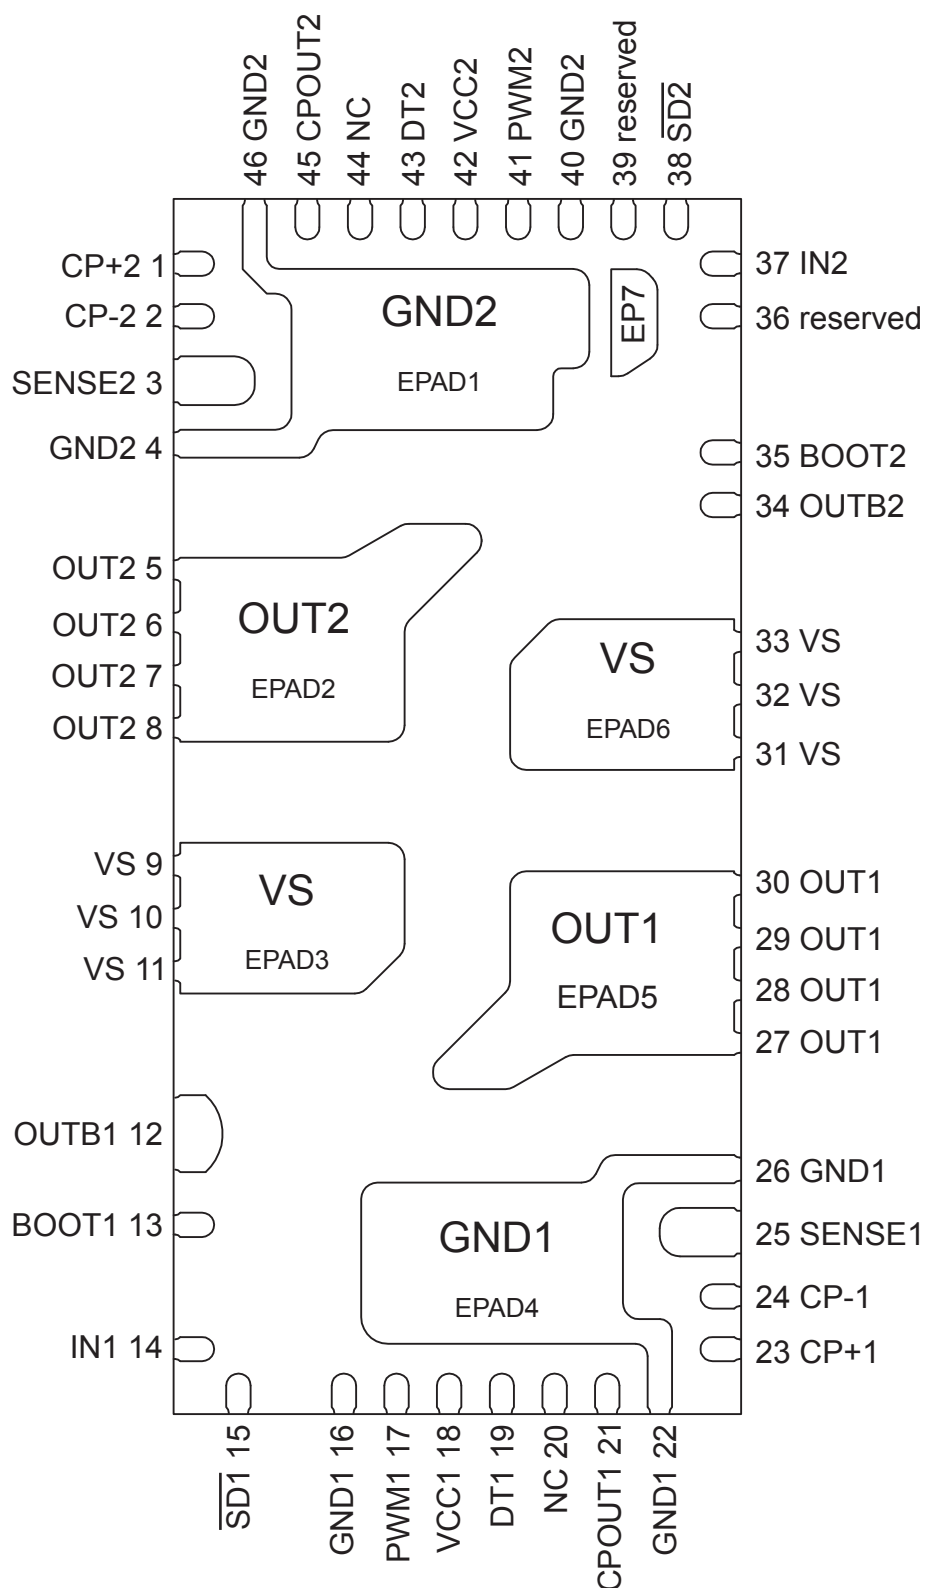 46 GND2
45 CPOUT2
44 NC
43 DT2
42 VCC2
41 PWM2
40 GND2
39 reserved
38 SD2
CP+2 1
CP-2 2
SENSE2 3
GND2 4
OUT2 5
OUT2 6
OUT2 7
OUT2 8
VS 9
VS 10
VS 11
OUTB1 12
BOOT1 13
IN1 14
GND2
EPAD1
EP7
OUT2
EPAD2
VS
EPAD6
VS
EPAD3
OUT1
EPAD5
GND1
EPAD4
37 IN2
36 reserved
35 BOOT2
34 OUTB2
33 VS
32 VS
31 VS
30 OUT1
29 OUT1
28 OUT1
27 OUT1
26 GND1
25 SENSE1
24 CP-1
23 CP+1
SD1 15
GND1 16
PWM1 17
VCC1 18
DT1 19
NC 20
CPOUT1 21
GND1 22